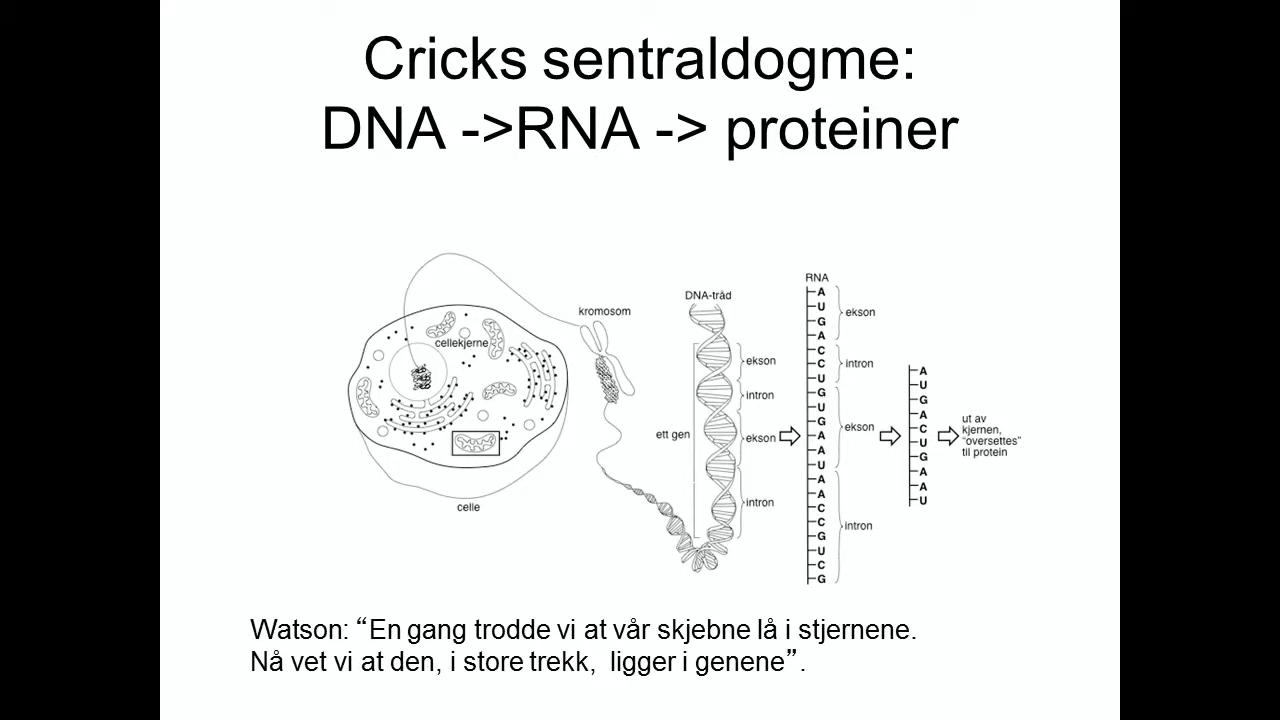 Cricks sentraldogme:
DNA ->RNA -> proteiner
RNA
DNA-tråd
kromosom
cellekjerne
celle
ett gen
ekson
intron
ekson
intron
A
U
G
A
C
C
U
G
U
G
A
A
U
A
A
C
C
G
U
C
G
ekson
intron
ekson
intron
A
U
G
A
C
U
G
A
A
U
ut av
kjernen,
"oversettes"
til protein
Watson: “En gang trodde vi at vår skjebne lå i stjernene.
Nå vet vi at den, i store trekk, ligger i genene”.